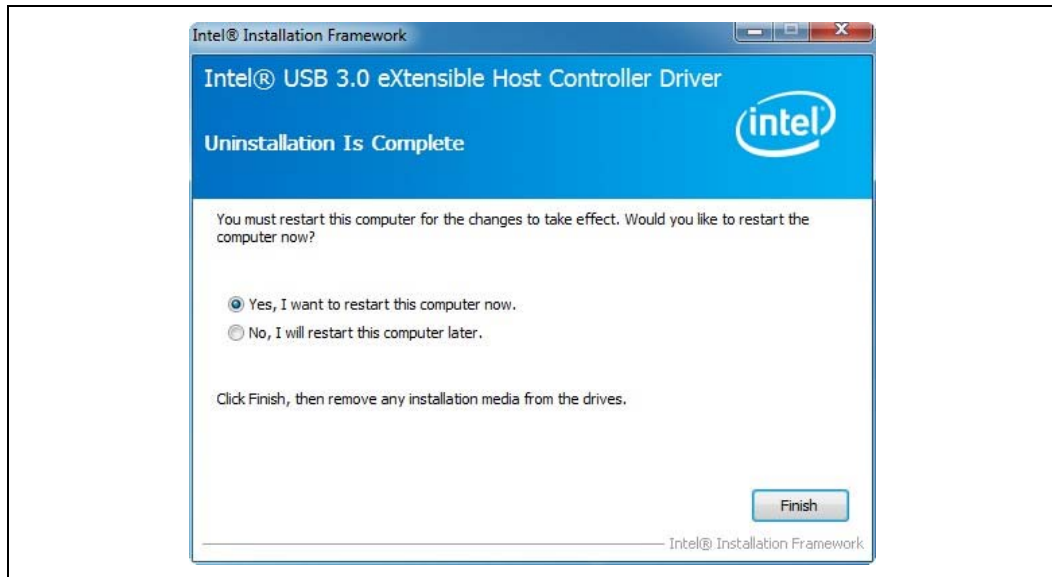 Intel® Installation Framework
Intel® USB 3.0 eXtensible Host Controller Driver
intel
Uninstallation Is Complete
You must restart this computer for the changes to take effect. Would you like to restart the
computer now?
Yes, I want to restart this computer now.
No, I will restart this computer later.
Click Finish, then remove any installation media from the drives.
Finish
Intel® Installation Framework